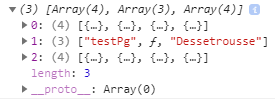 ▼ (3) [Array(4), Array(3), Array(4)] i
▶ 0: (4) [{…}, {…}, {…}, {…}]
▶ 1: (3) ["testPg", ƒ, "Dessetrousse"]
▶ 2: (4) [{…}, {…}, {…}, {…}]
length: 3
▶ __proto__: Array(0)